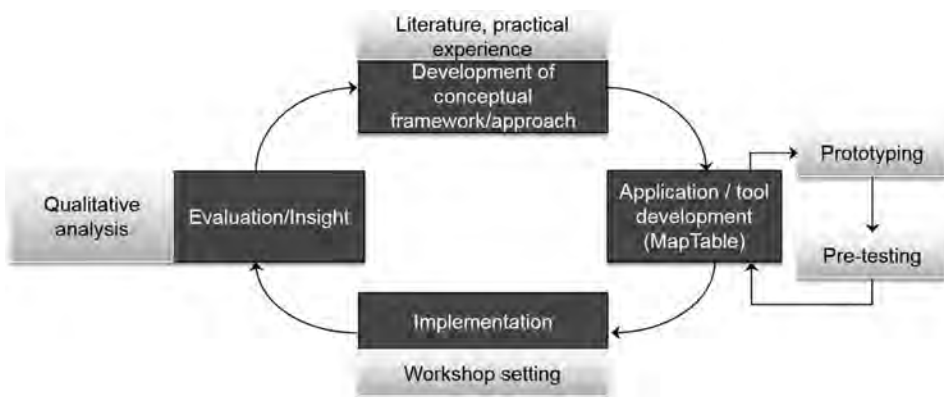 Literature, practical
experience
Development of
conceptual
framework/approach
Prototyping
Application / tool
development
(MapTable)
Qualitative
analysis
Evaluation/Insight
Pre-testing
Implementation
Workshop setting